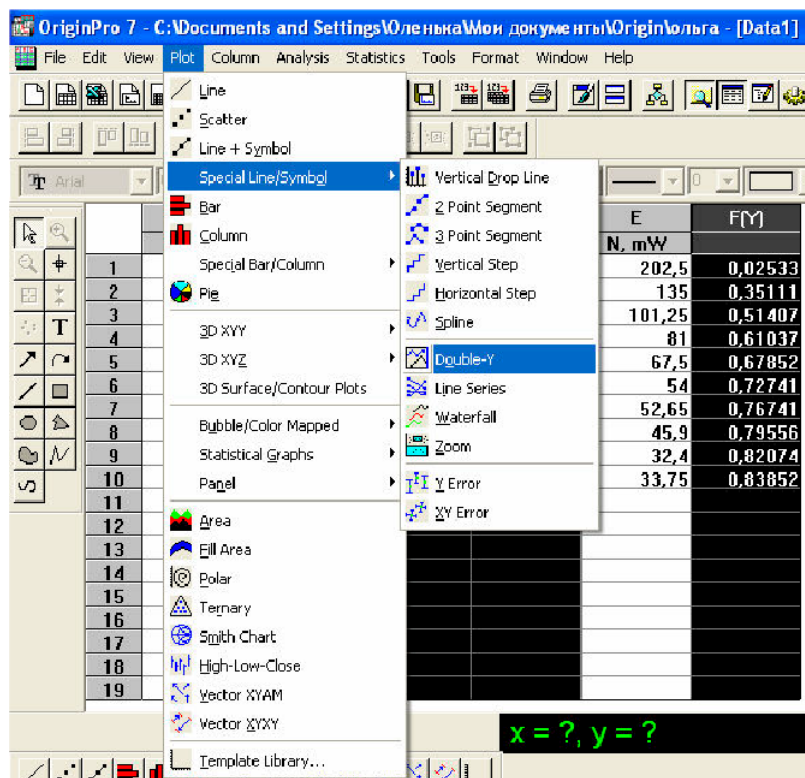 OriginPro 7 - C:\Documents and Settings\Оленька\Мои документы\Origin\ольга - [Data1]
File Edit View Plot Column Analysis Statistics Tools Format Window Help
Line
Scatter
Line + Symbol
Special Line/Symbol
Bar
Column
Special Bar/Column
Pie
3D XYY
3D XYZ
3D Surface/Contour Plots
Bubble/Color Mapped
Statistical Graphs
Panel
Area
Fill Area
Polar
Ternary
Smith Chart
High-Low-Close
Vector XYAM
Vector XYXY
Template Library...
Vertical Drop Line
2 Point Segment
3 Point Segment
Vertical Step
Horizontal Step
Spline
Double-Y
Line Series
Waterfall
Zoom
Y Error
XY Error
Arial
0
E F(Y)
N, mW
1 202,5 0,02533
2 135 0,35111
3 101,25 0,51407
4 81 0,61037
5 67,5 0,67852
6 54 0,72741
7 52,65 0,76741
8 45,9 0,79556
9 32,4 0,82074
10 33,75 0,83852
11
12
13
14
15
16
17
18
19
x = ?, y = ?